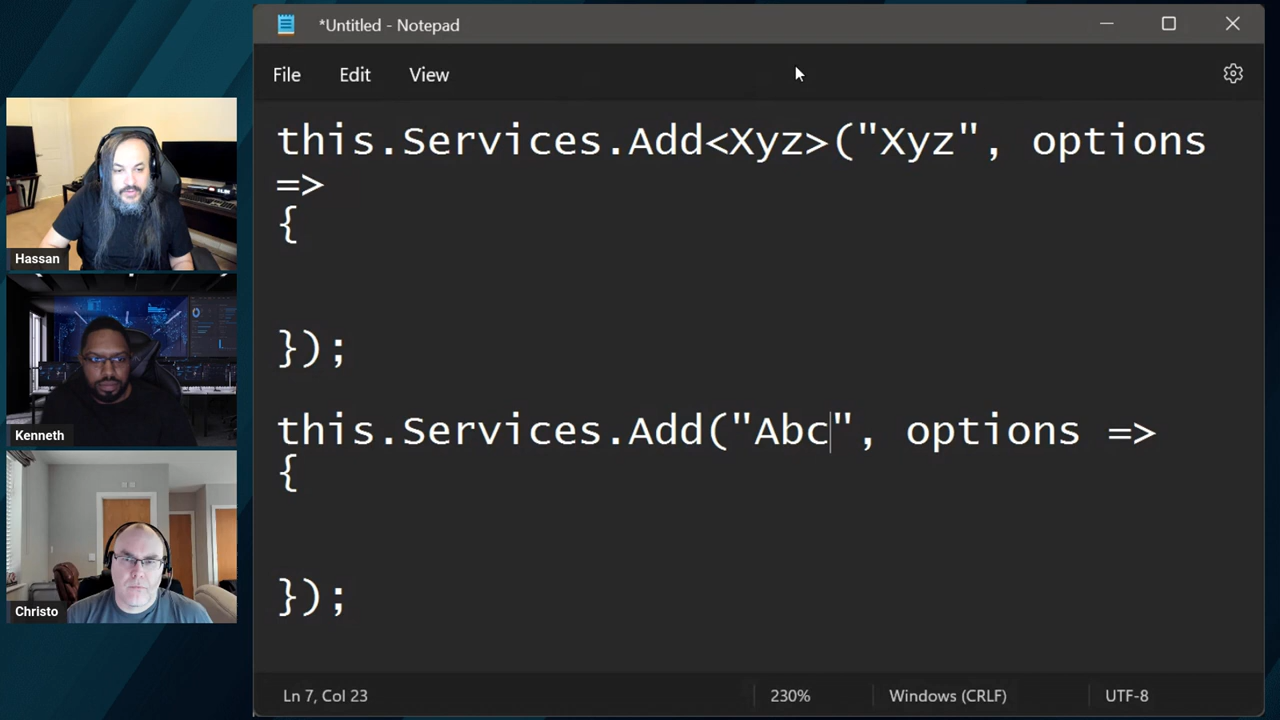 *Untitled - Notepad
File Edit View
this.Services.Add<Xyz>("Xyz", options
=>
{
});
this.Services.Add("Abc", options =>
{
});
Ln 7, Col 23 230% Windows (CRLF) UTF-8
Hassan
Kenneth
Christo